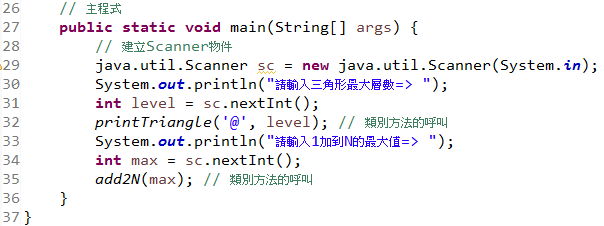 26 // 主程式
27 public static void main(String[] args) {
28 // 建立Scanner物件
29 java.util.Scanner sc = new java.util.Scanner(System.in);
30 System.out.println("請輸入三角形最大層數=> ");
31 int level = sc.nextInt();
32 printTriangle('@', level); // 類別方法的呼叫
33 System.out.println("請輸入1加到N的最大值=> ");
34 int max = sc.nextInt();
35 add2N(max); // 類別方法的呼叫
36 }
37 }